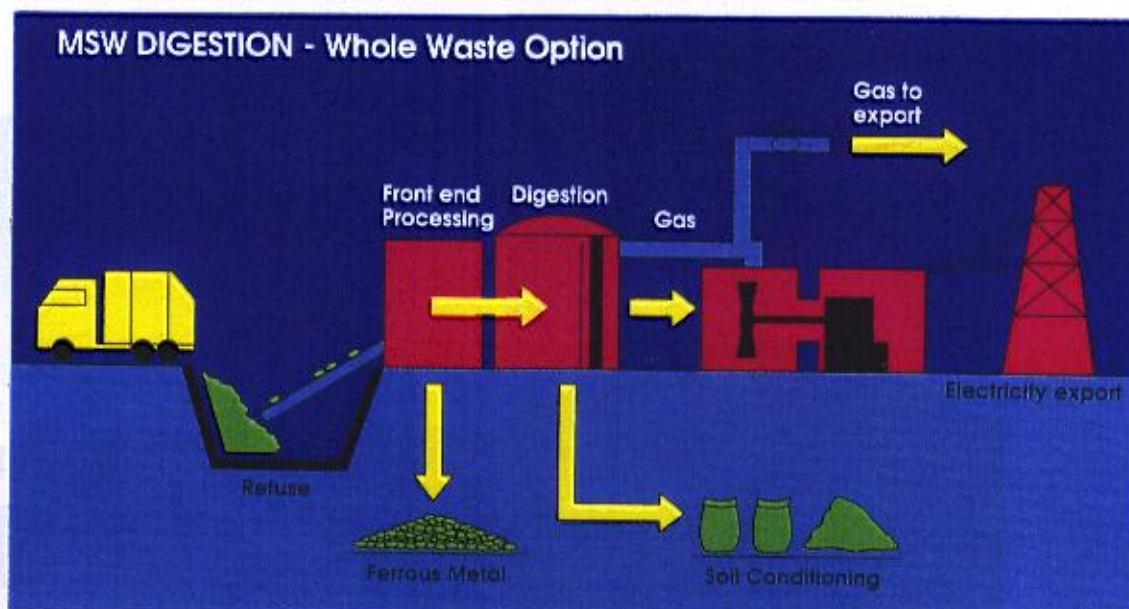 MSW DIGESTION - Whole Waste Option
Gas to
export
Front end
Processing
Digestion
Gas
Electricity export
Refuse
Ferrous Metal
Soil Conditioning